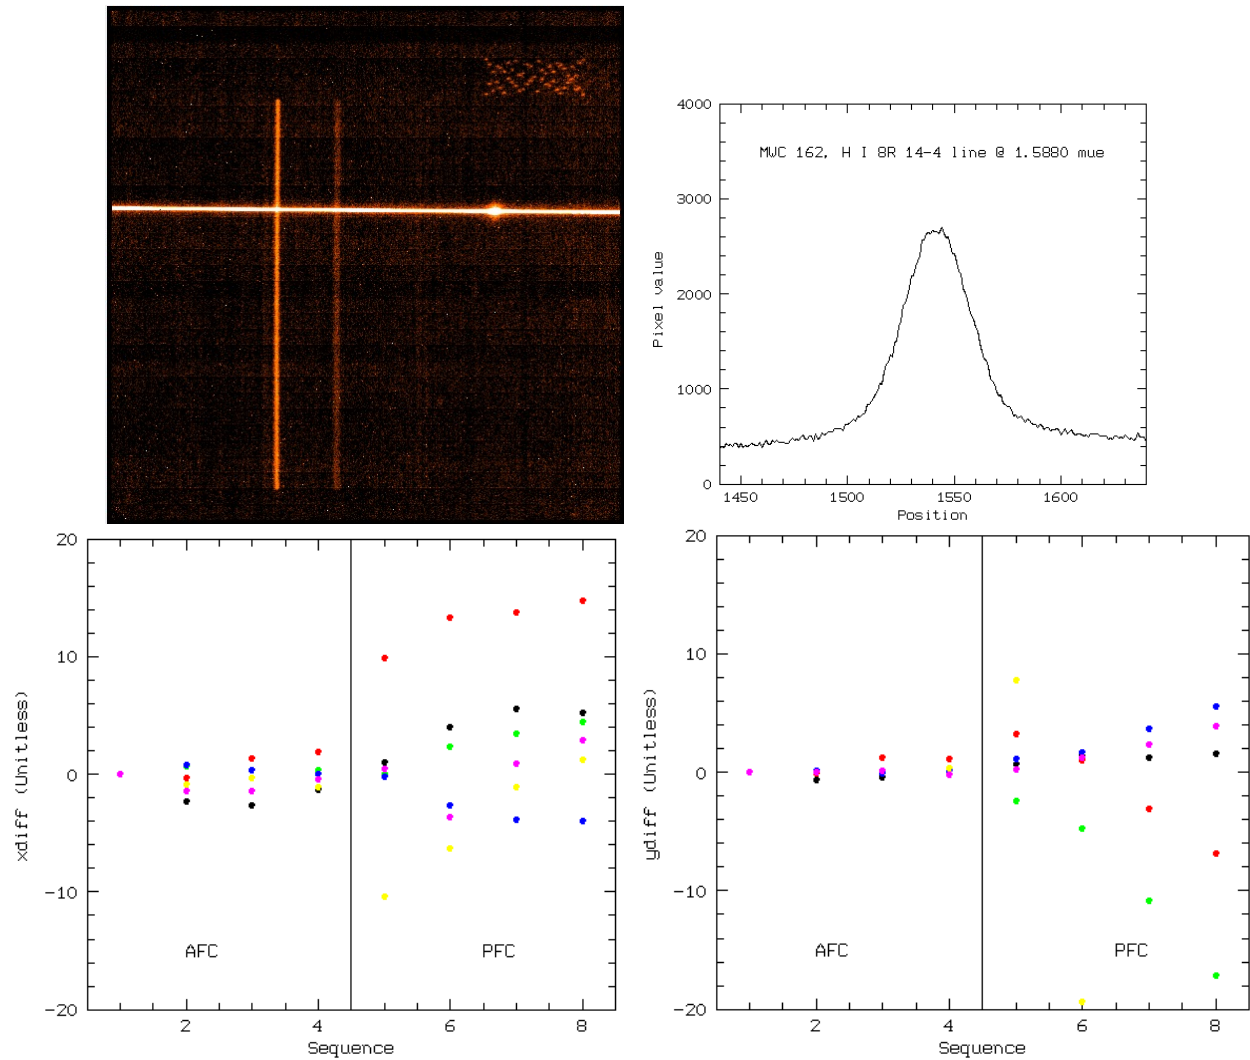 4000
MWC 162, H I 8R 14-4 line @ 1.5880 mue
3000
2000
1000
0
Pixel value
1450 1500 1550 1600
Position
20
10
0
-10
-20
xdiff (Unitless)
AFC PFC
2 4 6 8
Sequence
20
10
0
-10
-20
ydiff (Unitless)
AFC PFC
2 4 6 8
Sequence